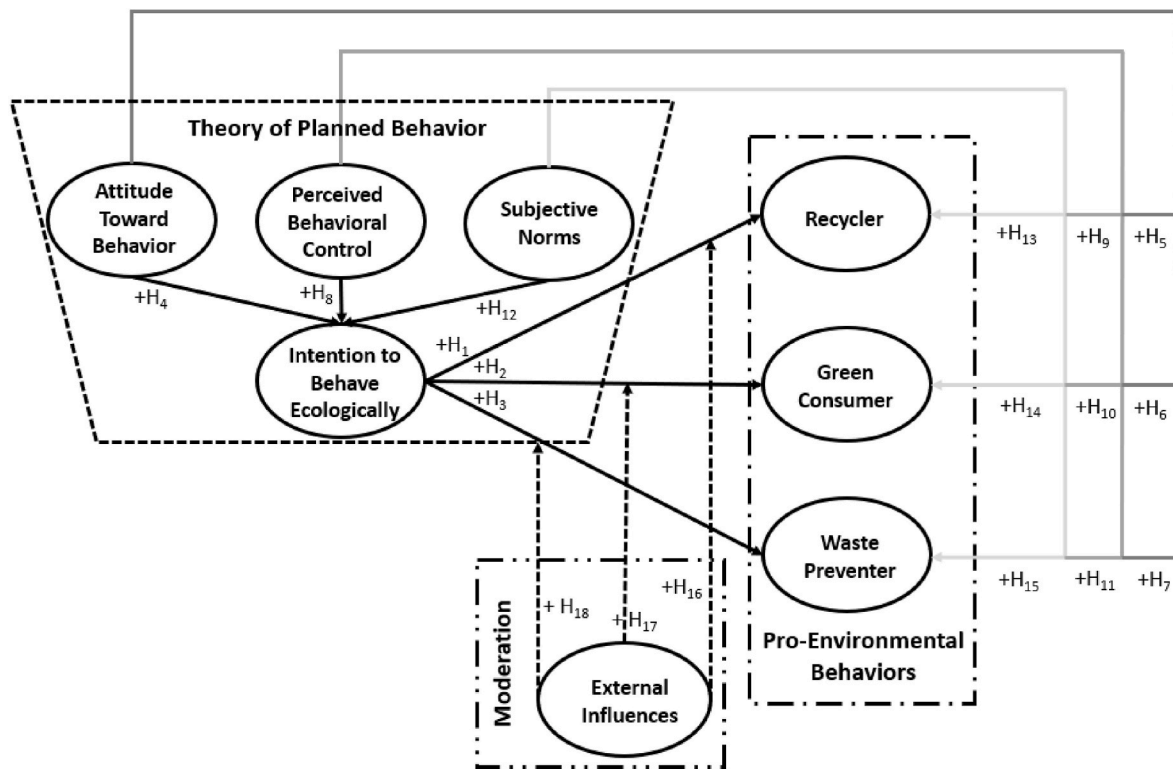 Theory of Planned Behavior
Attitude
Toward
Behavior
Perceived
Behavioral
Control
Subjective
Norms
+H₄
+H₈
+H₁₂
Intention to
Behave
Ecologically
+H₁
+H₂
+H₃
Recycler
+H₁₃
+H₉
+H₅
Green
Consumer
+H₁₄
+H₁₀
+H₆
Waste
Preventer
+H₁₅
+H₁₁
+H₇
Pro-Environmental
Behaviors
+H₁₆
+ H₁₈
+ H₁₇
Moderation
External
Influences